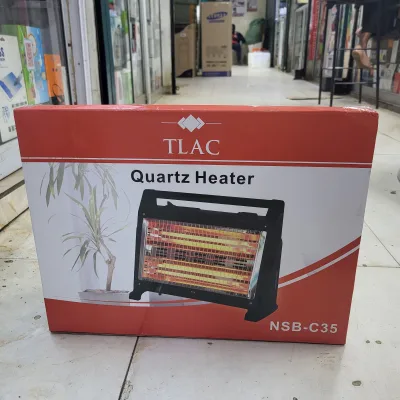 TLAC
Quartz Heater
NSB-C35